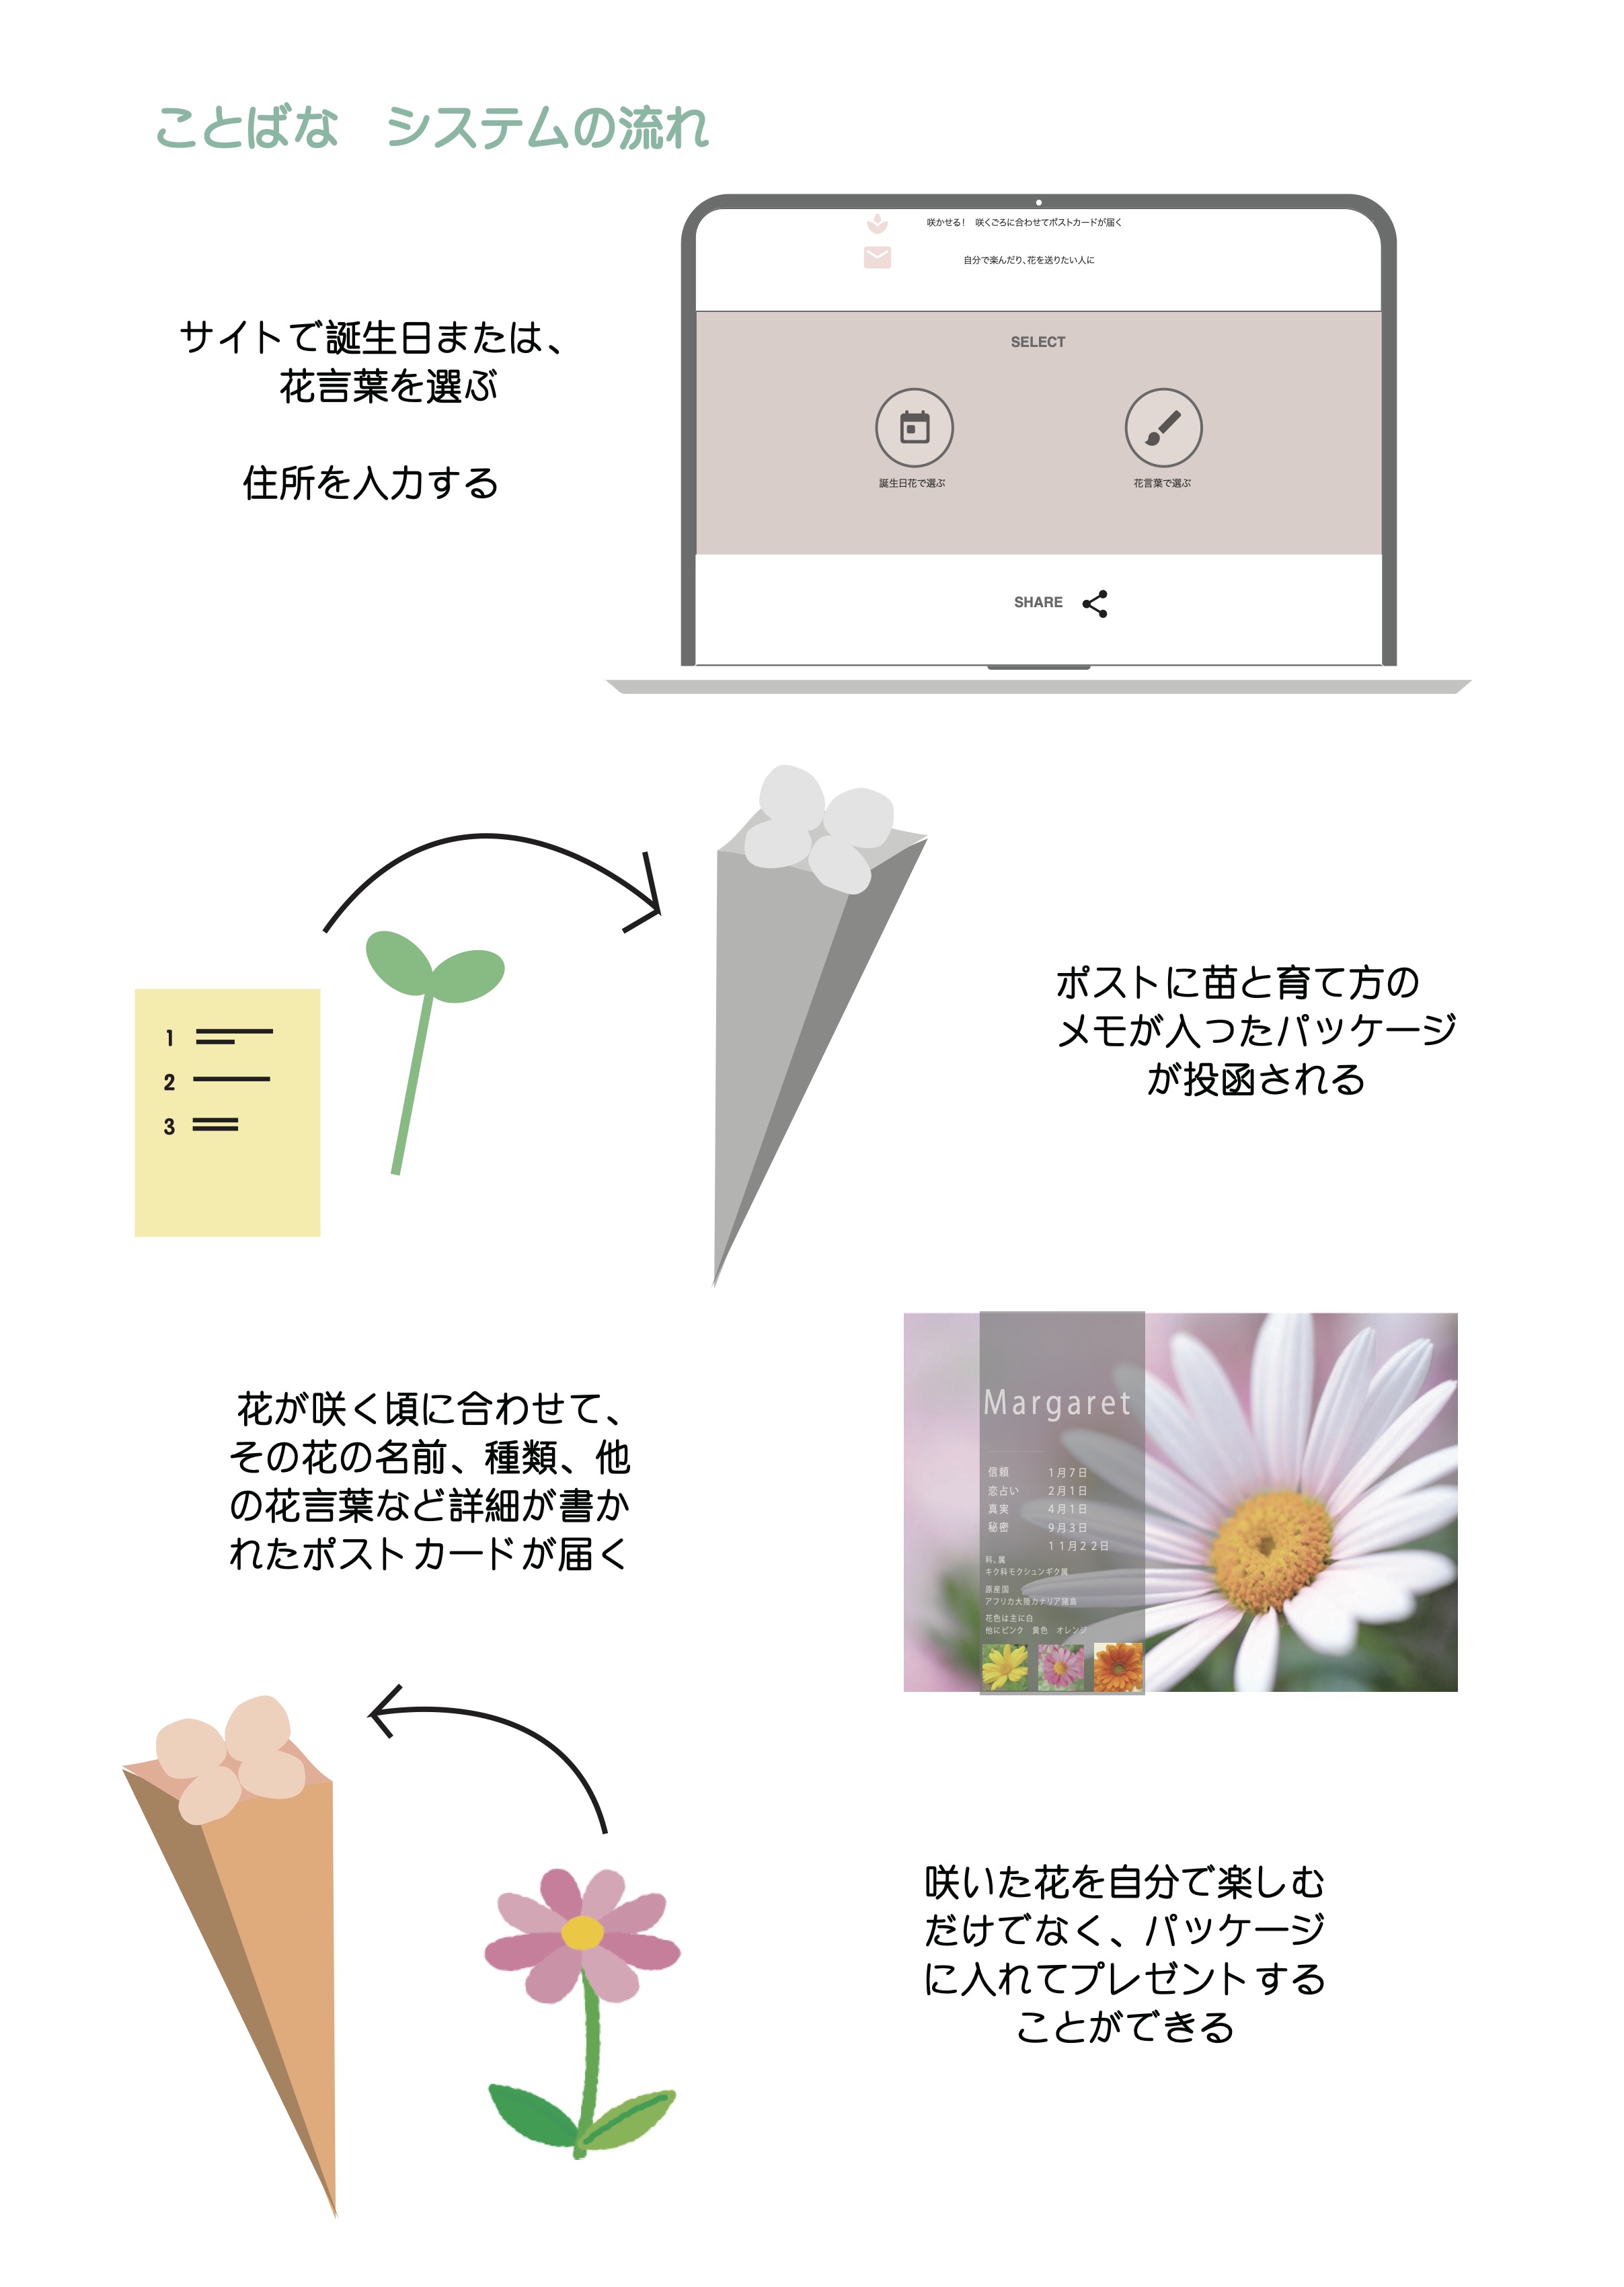 ことばな　システムの流れ
咲かせる！　咲くごろに合わせてポストカードが届く
自分で楽んだり、花を送りたい人に
サイトで誕生日または、
花言葉を選ぶ
住所を入力する
SELECT
誕生日花で選ぶ　花言葉で選ぶ
SHARE
1
2
3
ポストに苗と育て方の
メモが入つたパッケージ
が投函される
花が咲く頃に合わせて、
その花の名前、種類、他
の花言葉など詳細が書か
れたポストカードが届く
Margaret
信頼　1月7日
恋占い　2月1日
真実　4月1日
秘密　9月3日
11月22日
科、属
キク科モクシュンギク属
原産国
アフリカ大陸カナリア諸島
花色は主に白
他にピンク　黄色　オレンジ
咲いた花を自分で楽しむ
だけでなく、パッケージ
に入れてプレゼントする
ことができる